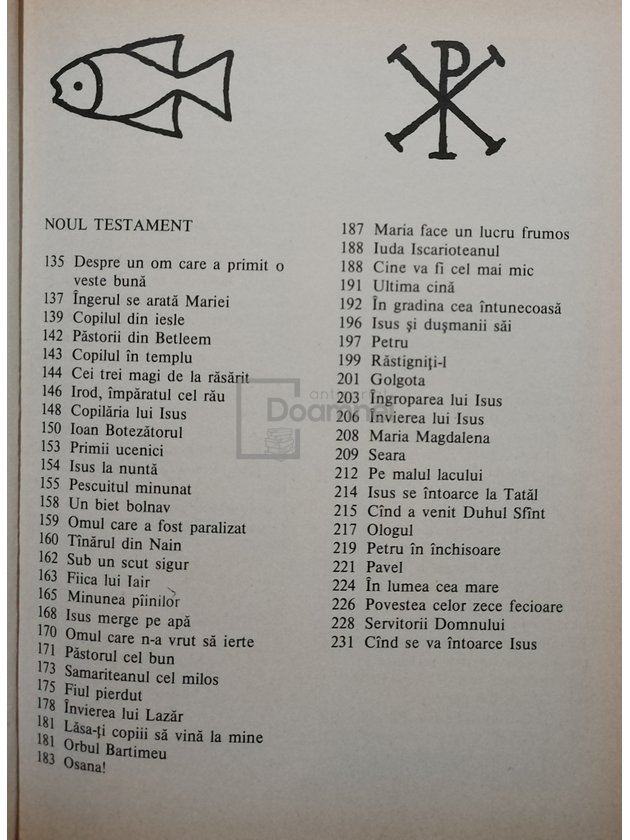 NOUL TESTAMENT
135 Despre un om care a primit o
veste bună
137 Îngerul se arată Mariei
139 Copilul din iesle
142 Păstorii din Betleem
143 Copilul în templu
144 Cei trei magi de la răsărit
146 Irod, împăratul cel rău
148 Copilăria lui Isus
150 Ioan Botezătorul
153 Primii ucenici
154 Isus la nuntă
155 Pescuitul minunat
158 Un biet bolnav
159 Omul care a fost paralizat
160 Tînărul din Nain
162 Sub un scut sigur
163 Fiica lui Iair
165 Minunea pîinilor
168 Isus merge pe apă
170 Omul care n-a vrut să ierte
171 Păstorul cel bun
173 Samariteanul cel milos
175 Fiul pierdut
178 Învierea lui Lazăr
181 Lăsa-ți copiii să vină la mine
181 Orbul Bartimeu
183 Osana!
187 Maria face un lucru frumos
188 Iuda Iscarioteanul
188 Cine va fi cel mai mic
191 Ultima cină
192 În gradina cea întunecoasă
196 Isus și dușmanii săi
197 Petru
199 Răstigniți-l
201 Golgota
203 Îngroparea lui Isus
206 Învierea lui Isus
208 Maria Magdalena
209 Seara
212 Pe malul lacului
214 Isus se întoarce la Tatăl
215 Cînd a venit Duhul Sfînt
217 Ologul
219 Petru în închisoare
221 Pavel
224 În lumea cea mare
226 Povestea celor zece fecioare
228 Servitorii Domnului
231 Cînd se va întoarce Isus